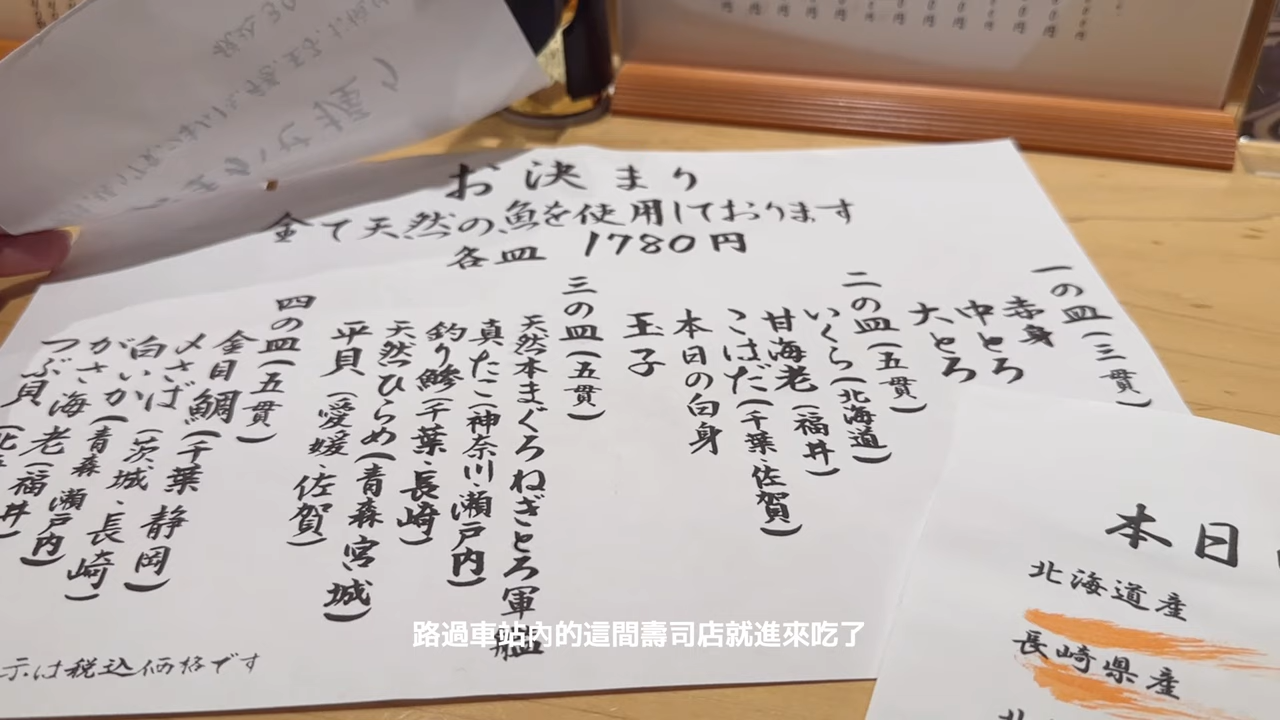 お決まり
全て天然の魚を使用しております
各皿 1780円
一の皿(三貫)
赤身
中とろ
大とろ
二の皿(五貫)
いくら(北海道)
甘海老(福井)
こはだ(千葉・佐賀)
本日の白身
玉子
三の皿(五貫)
天然本まぐろねぎとろ軍艦
真たこ(神奈川・瀬戸内)
釣り鯵(千葉・長崎)
天然ひらめ(青森 宮城)
平貝(愛媛・佐賀)
四の皿(五貫)
金目鯛(千葉 静岡)
〆さば(茨城・長崎)
白いか(青森 瀬戸内)
がさ海老(福井)
つぶ貝(北
示は税込価格です
本日
北海道産
長崎県産
路過車站內的這間壽司店就進來吃了